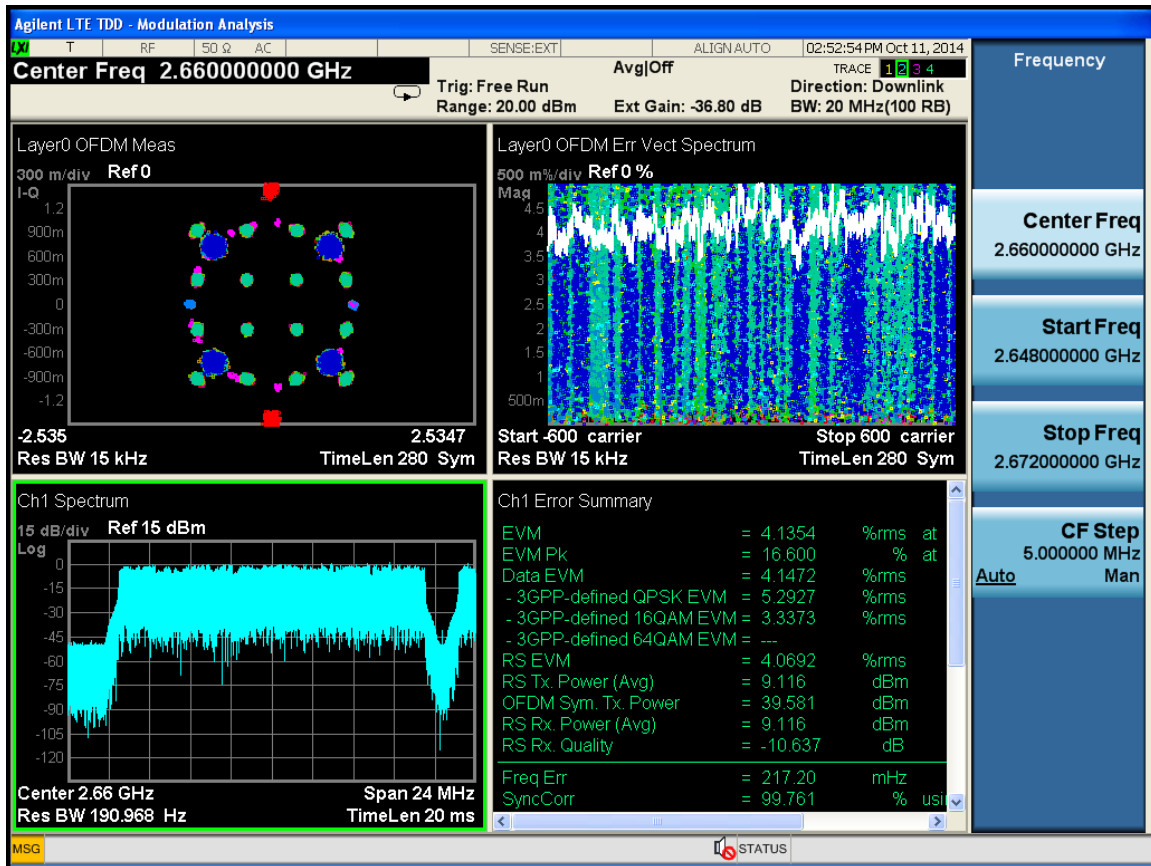 Agilent LTE TDD - Modulation Analysis
LXI T RF 50 Ω AC SENSE:EXT ALIGN AUTO 02:52:54 PM Oct 11, 2014
Center Freq 2.660000000 GHz
Trig: Free Run
Range: 20.00 dBm
Avg|Off
Ext Gain: -36.80 dB
TRACE 1 2 3 4
Direction: Downlink
BW: 20 MHz(100 RB)
Layer0 OFDM Meas
300 m/div Ref 0
I-Q
1.2
900m
600m
300m
0
-300m
-600m
-900m
-1.2
-2.535 2.5347
Res BW 15 kHz TimeLen 280 Sym
Layer0 OFDM Err Vect Spectrum
500 m%/div Ref 0 %
Mag
4.5
4
3.5
3
2.5
2
1.5
1
500m
Start -600 carrier Stop 600 carrier
Res BW 15 kHz TimeLen 280 Sym
Ch1 Spectrum
15 dB/div Ref 15 dBm
Log
0
-15
-30
-45
-60
-75
-90
-105
-120
Center 2.66 GHz Span 24 MHz
Res BW 190.968 Hz TimeLen 20 ms
Ch1 Error Summary
EVM = 4.1354 %rms at
EVM Pk = 16.600 % at
Data EVM = 4.1472 %rms
- 3GPP-defined QPSK EVM = 5.2927 %rms
- 3GPP-defined 16QAM EVM = 3.3373 %rms
- 3GPP-defined 64QAM EVM = ---
RS EVM = 4.0692 %rms
RS Tx. Power (Avg) = 9.116 dBm
OFDM Sym. Tx. Power = 39.581 dBm
RS Rx. Power (Avg) = 9.116 dBm
RS Rx. Quality = -10.637 dB
Freq Err = 217.20 mHz
SyncCorr = 99.761 % usi
Frequency
Center Freq
2.660000000 GHz
Start Freq
2.648000000 GHz
Stop Freq
2.672000000 GHz
CF Step
5.000000 MHz
Auto Man
MSG STATUS